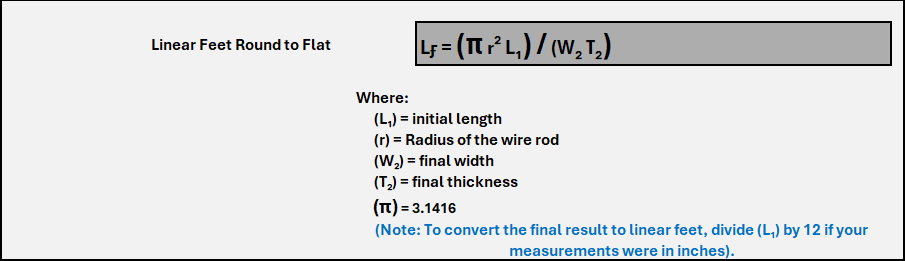 Linear Feet Round to Flat
Lƒ = (π r² L₁) / (W₂ T₂)
Where:
(L₁) = initial length
(r) = Radius of the wire rod
(W₂) = final width
(T₂) = final thickness
(π) = 3.1416
(Note: To convert the final result to linear feet, divide (L₁) by 12 if your
measurements were in inches).